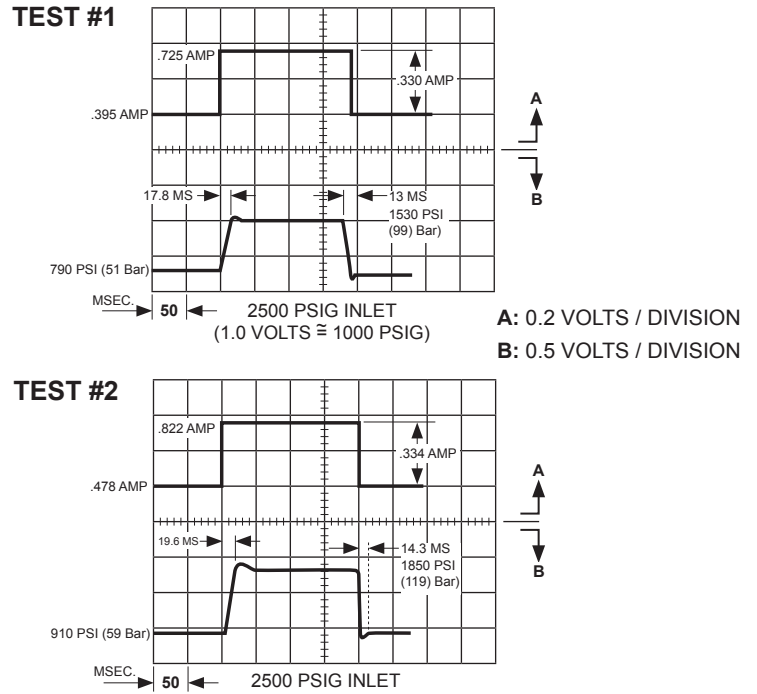 TEST #1
.725 AMP
.330 AMP
.395 AMP
A
B
17.8 MS
13 MS
1530 PSI
(99) Bar)
790 PSI (51 Bar)
MSEC.
50
2500 PSIG INLET
(1.0 VOLTS ≅ 1000 PSIG)
A: 0.2 VOLTS / DIVISION
B: 0.5 VOLTS / DIVISION
TEST #2
.822 AMP
.334 AMP
.478 AMP
A
B
19.6 MS
14.3 MS
1850 PSI
(119) Bar)
910 PSI (59 Bar)
MSEC.
50
2500 PSIG INLET